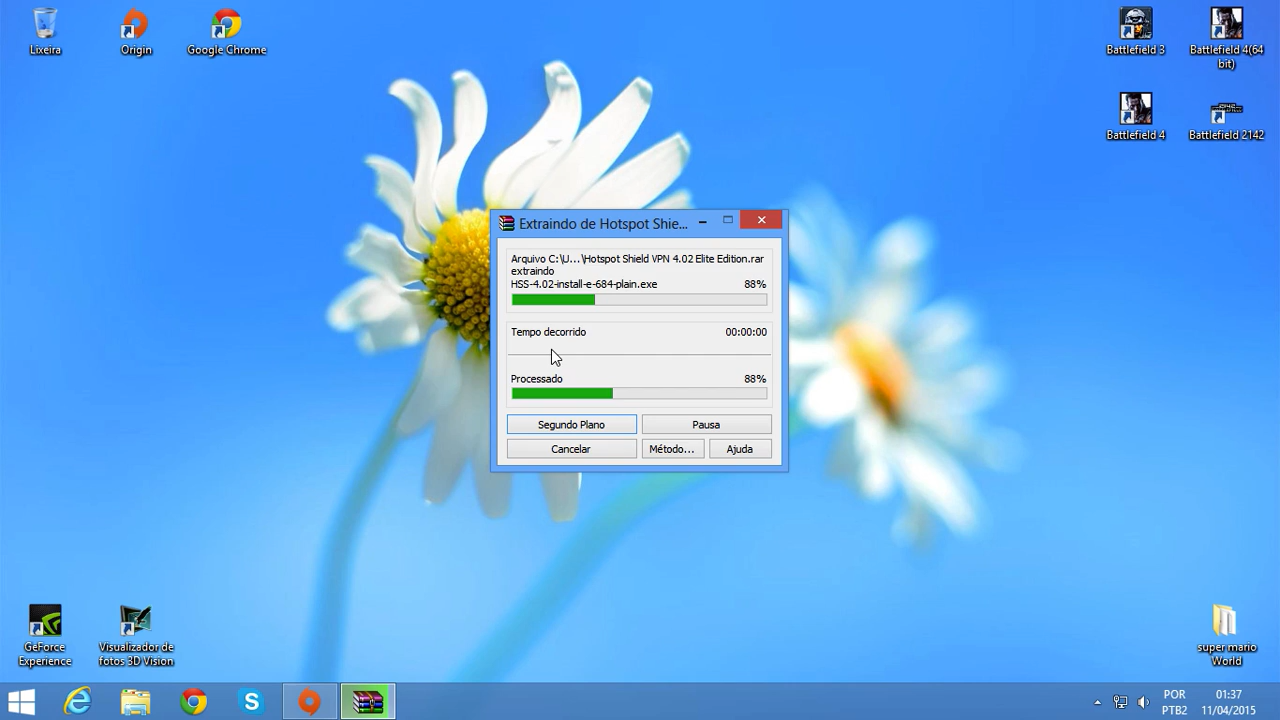 Lixeira
Origin
Google Chrome
Battlefield 3
Battlefield 4(64
bit)
Battlefield 4
Battlefield 2142
Extraindo de Hotspot Shie...
Arquivo C:\U...\Hotspot Shield VPN 4.02 Elite Edition.rar
extraindo
HSS-4.02-install-e-684-plain.exe 88%
Tempo decorrido 00:00:00
Processado 88%
Segundo Plano Pausa
Cancelar Método... Ajuda
GeForce
Experience
Visualizador de
fotos 3D Vision
super mario
World
POR 01:37
PTB2 11/04/2015